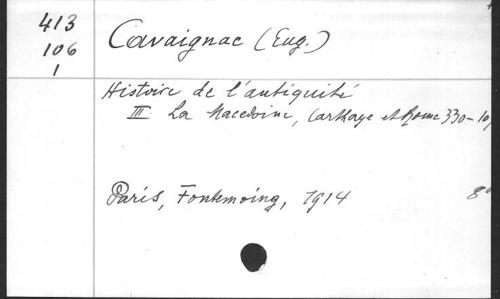 413
106
1
Cavaignac (Eug.)
Histoire de l'antiquité
III La Macedoine, Carthage et Rome 330-10
Paris, Fontemoing, 1914 8°